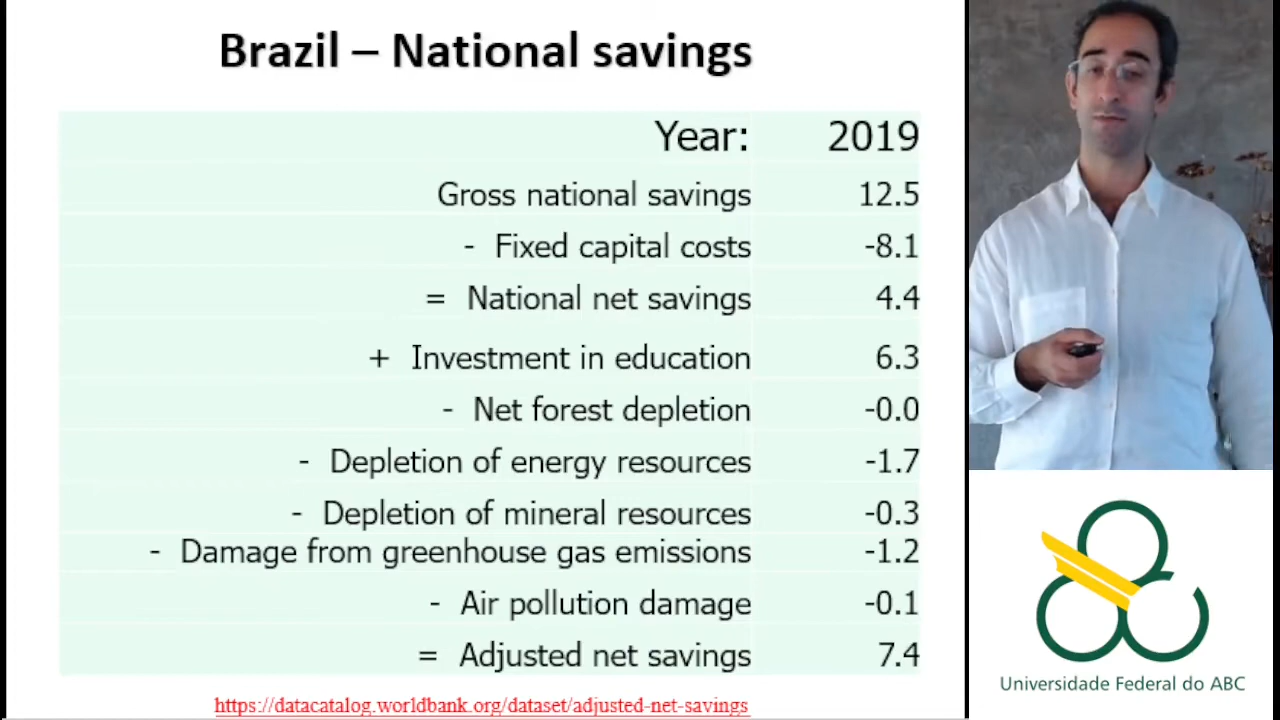 Brazil – National savings
Year: 2019
Gross national savings 12.5
- Fixed capital costs -8.1
= National net savings 4.4
+ Investment in education 6.3
- Net forest depletion -0.0
- Depletion of energy resources -1.7
- Depletion of mineral resources -0.3
- Damage from greenhouse gas emissions -1.2
- Air pollution damage -0.1
= Adjusted net savings 7.4
https://datacatalog.worldbank.org/dataset/adjusted-net-savings
Universidade Federal do ABC